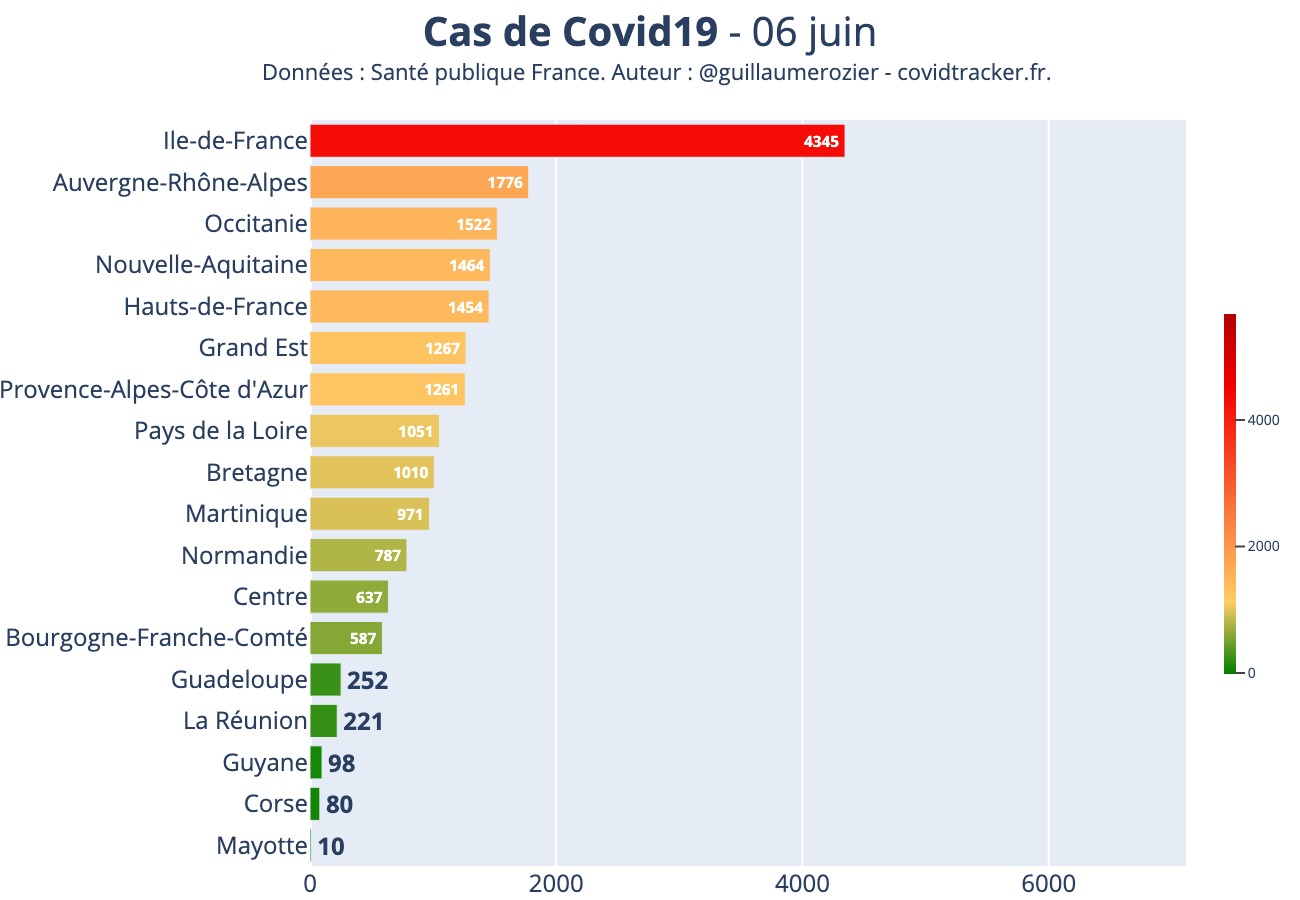 Cas de Covid19 - 06 juin
Données : Santé publique France. Auteur : @guillaumerozier - covidtracker.fr.
Ile-de-France 4345
Auvergne-Rhône-Alpes 1776
Occitanie 1522
Nouvelle-Aquitaine 1464
Hauts-de-France 1454
Grand Est 1267
Provence-Alpes-Côte d'Azur 1261
Pays de la Loire 1051
Bretagne 1010
Martinique 971
Normandie 787
Centre 637
Bourgogne-Franche-Comté 587
Guadeloupe 252
La Réunion 221
Guyane 98
Corse 80
Mayotte 10
0 2000 4000 6000
4000
2000
0